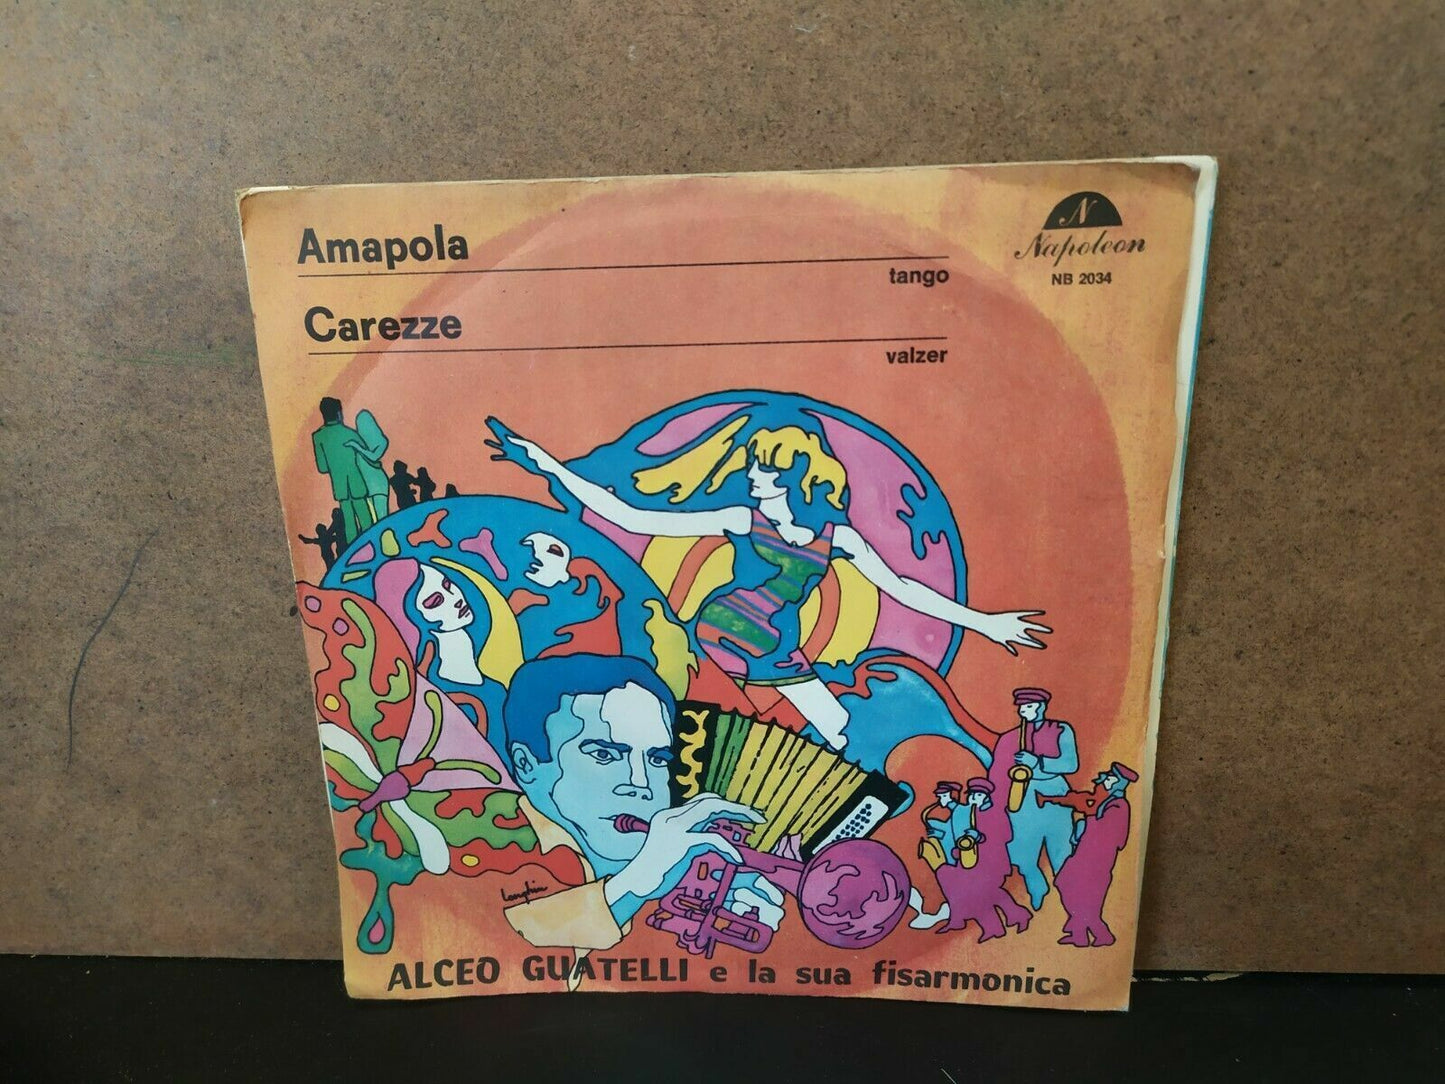 Amapola
tango
Carezze
valzer
N
Napoleon
NB 2034
ALCEO GUATELLI e la sua fisarmonica